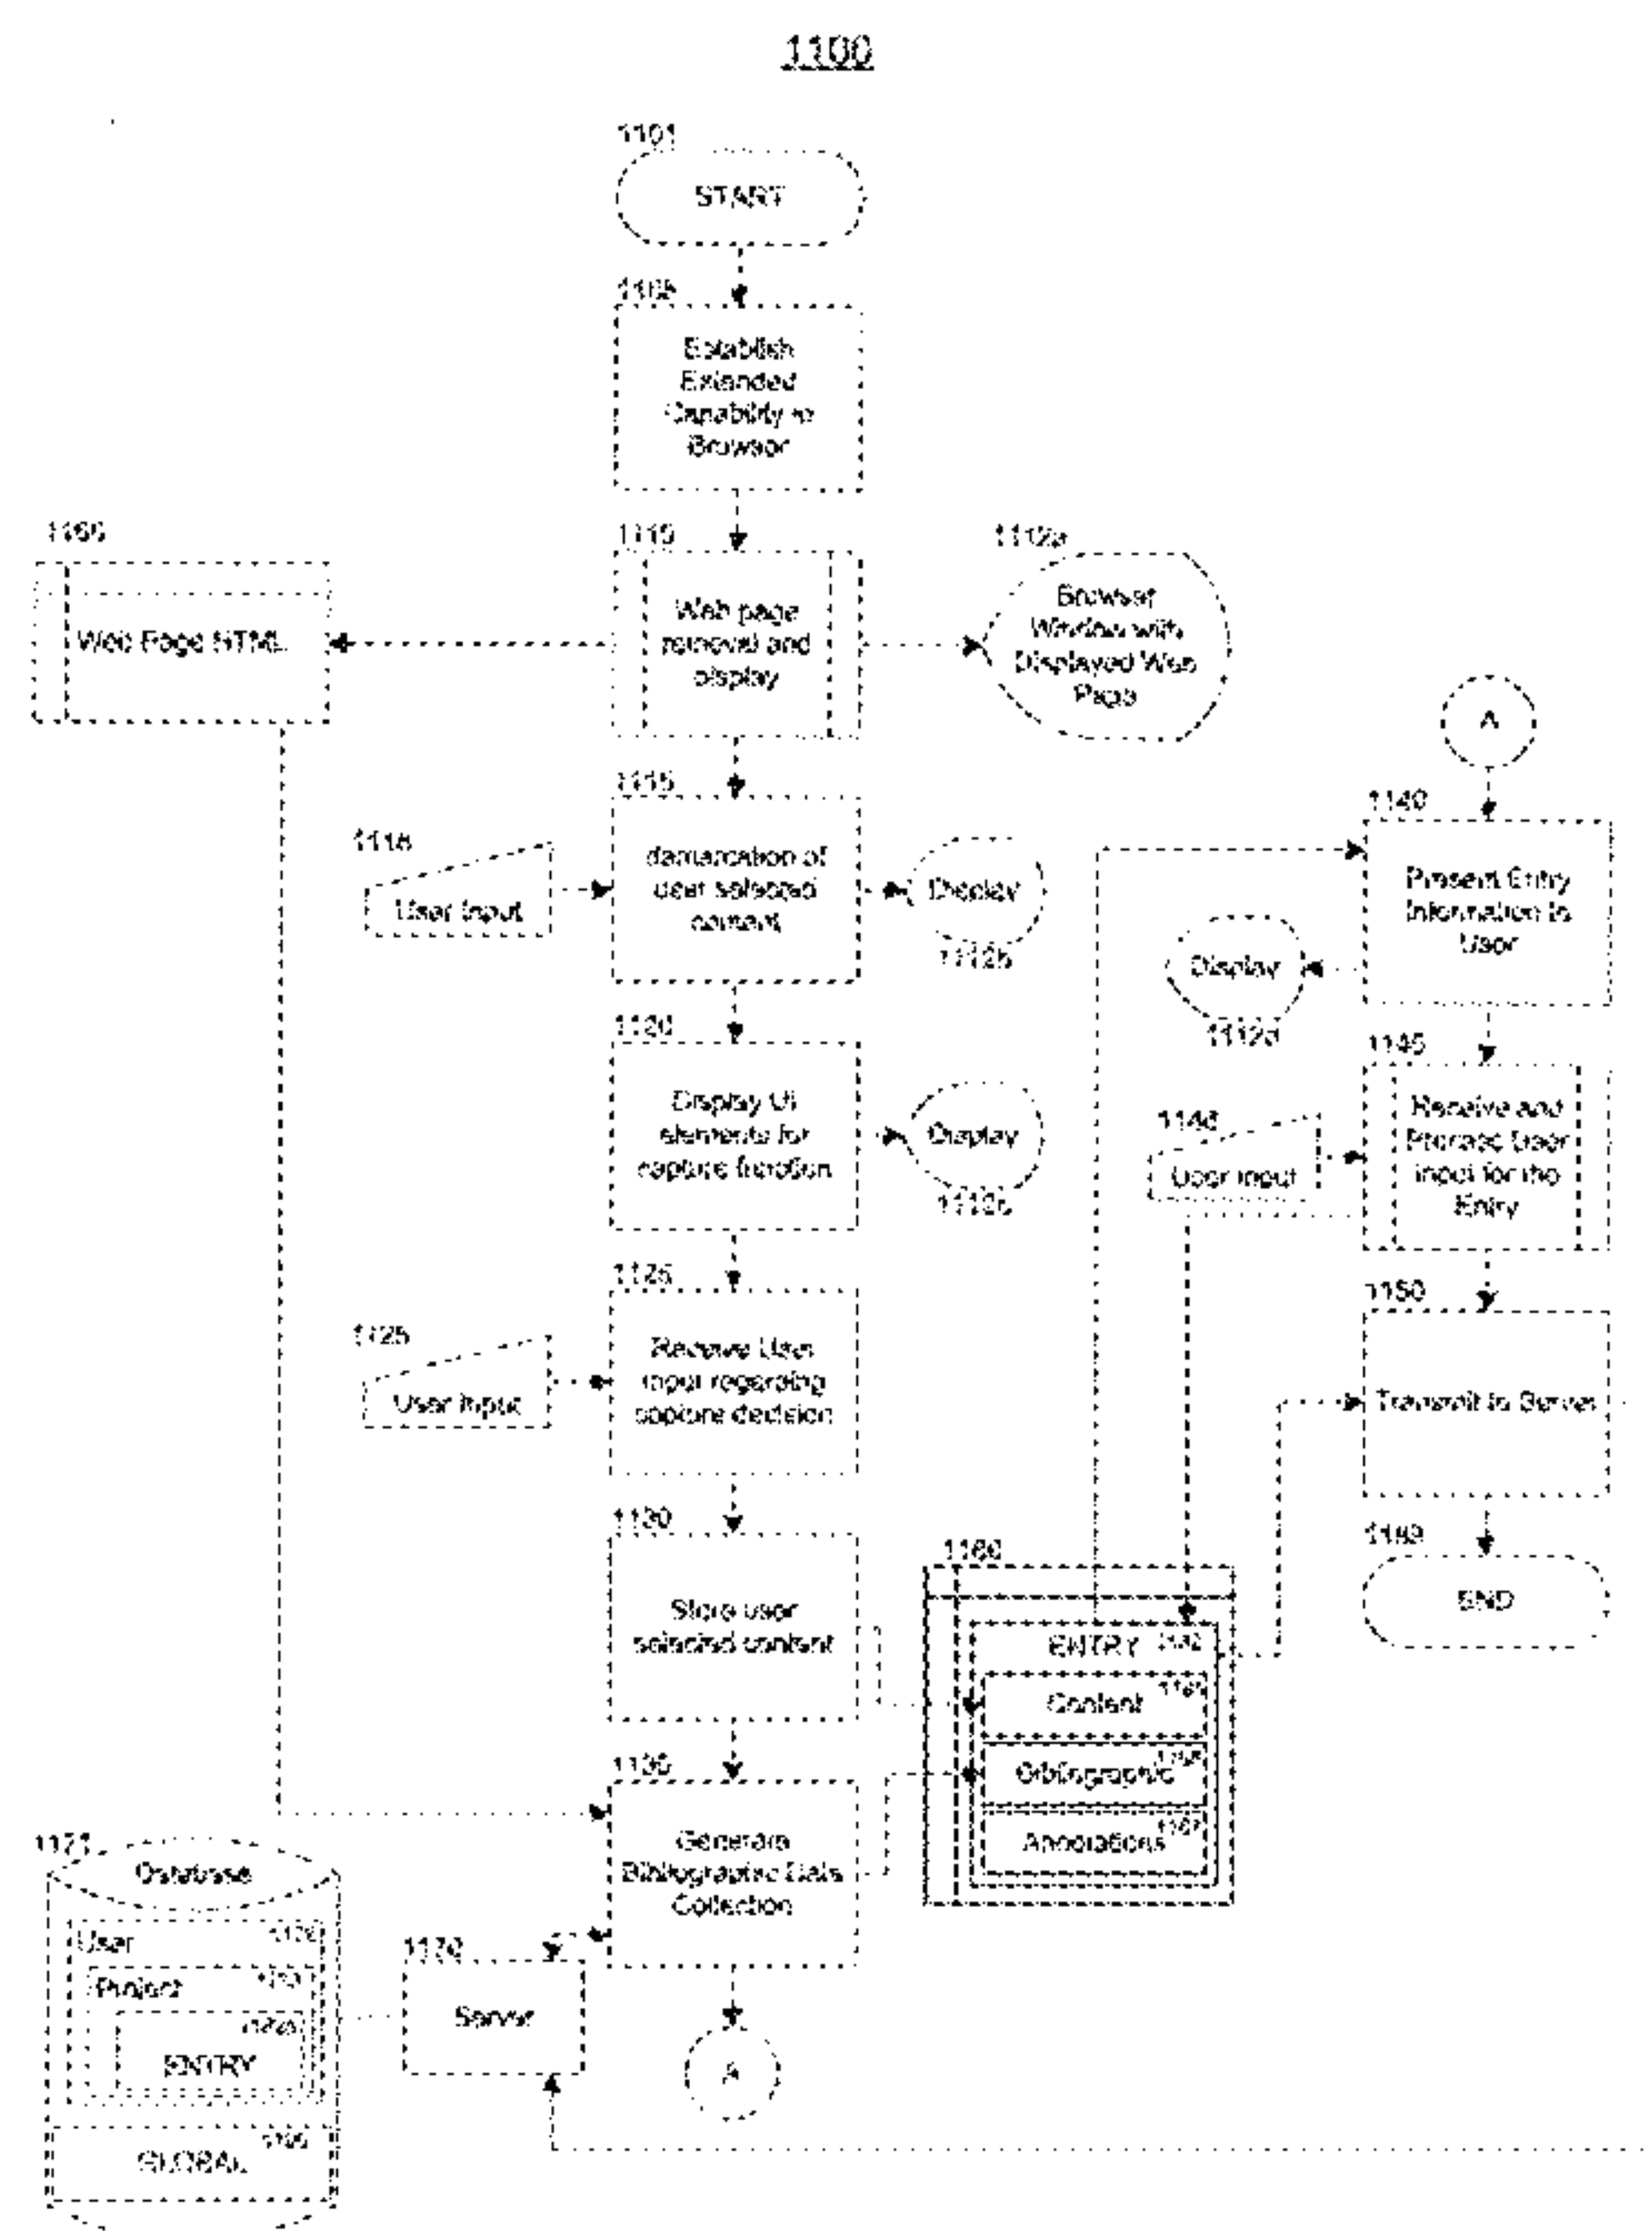 1100
1101
START
1105
Establish
Extended
Capability to
Browser
1110
Web page
retrieval and
display
1112a
Browser
Window with
Displayed Web
Page
Web Page HTML
A
1115
demarcation of
user selected
content
User Input
Display
1112b
1140
Present Entry
Information to
User
Display
1112d
1120
Display UI
elements for
capture function
Display
1112c
1145
Receive and
Process User
Input for the
Entry
User Input
1125
Receive User
Input regarding
capture decision
User Input
1150
Transmit to Server
1130
Store user
selected content
END
1160
ENTRY
Content
Bibliographic
Annotations
1135
Generate
Bibliographic Data
Collection
1171
Database
User
Project
ENTRY
GLOBAL
1170
Server
A